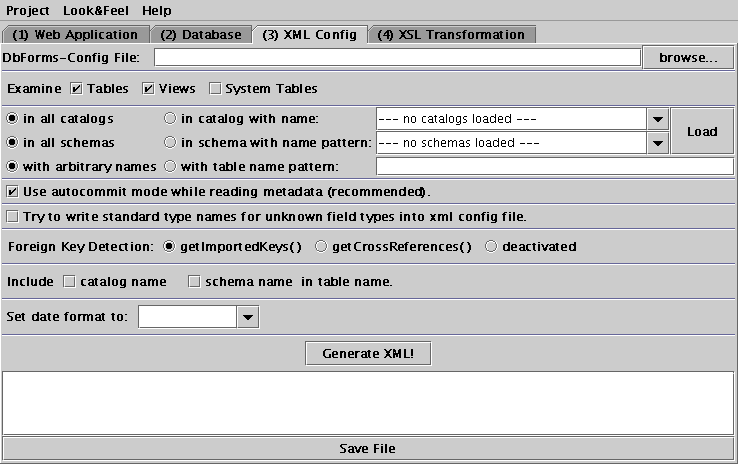 Project Look&Feel Help
(1) Web Application (2) Database (3) XML Config (4) XSL Transformation
DbForms-Config File: browse...
Examine Tables Views System Tables
in all catalogs in catalog with name: --- no catalogs loaded ---
Load
in all schemas in schema with name pattern: --- no schemas loaded ---
with arbitrary names with table name pattern:
Use autocommit mode while reading metadata (recommended).
Try to write standard type names for unknown field types into xml config file.
Foreign Key Detection: getImportedKeys() getCrossReferences() deactivated
Include catalog name schema name in table name.
Set date format to:
Generate XML!
Save File